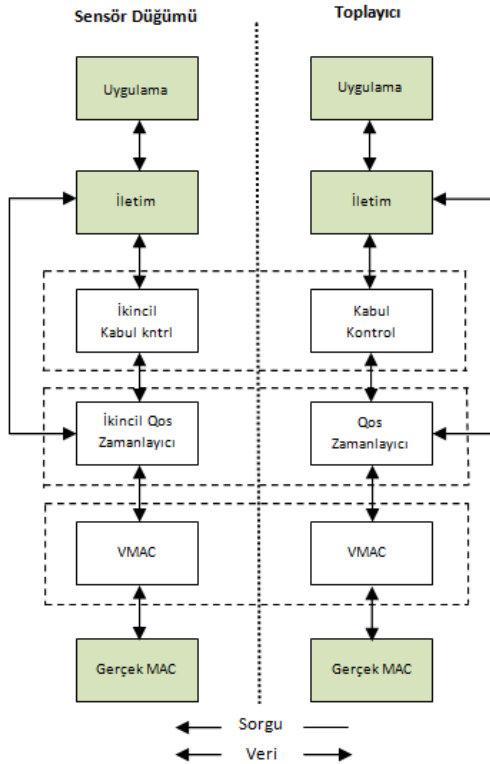 Sensör Düğümü
Toplayıcı
Uygulama
Uygulama
İletim
İletim
İkincil
Kabul kntrl
Kabul
Kontrol
İkincil Qos
Zamanlayıcı
Qos
Zamanlayıcı
VMAC
VMAC
Gerçek MAC
Gerçek MAC
Sorgu
Veri